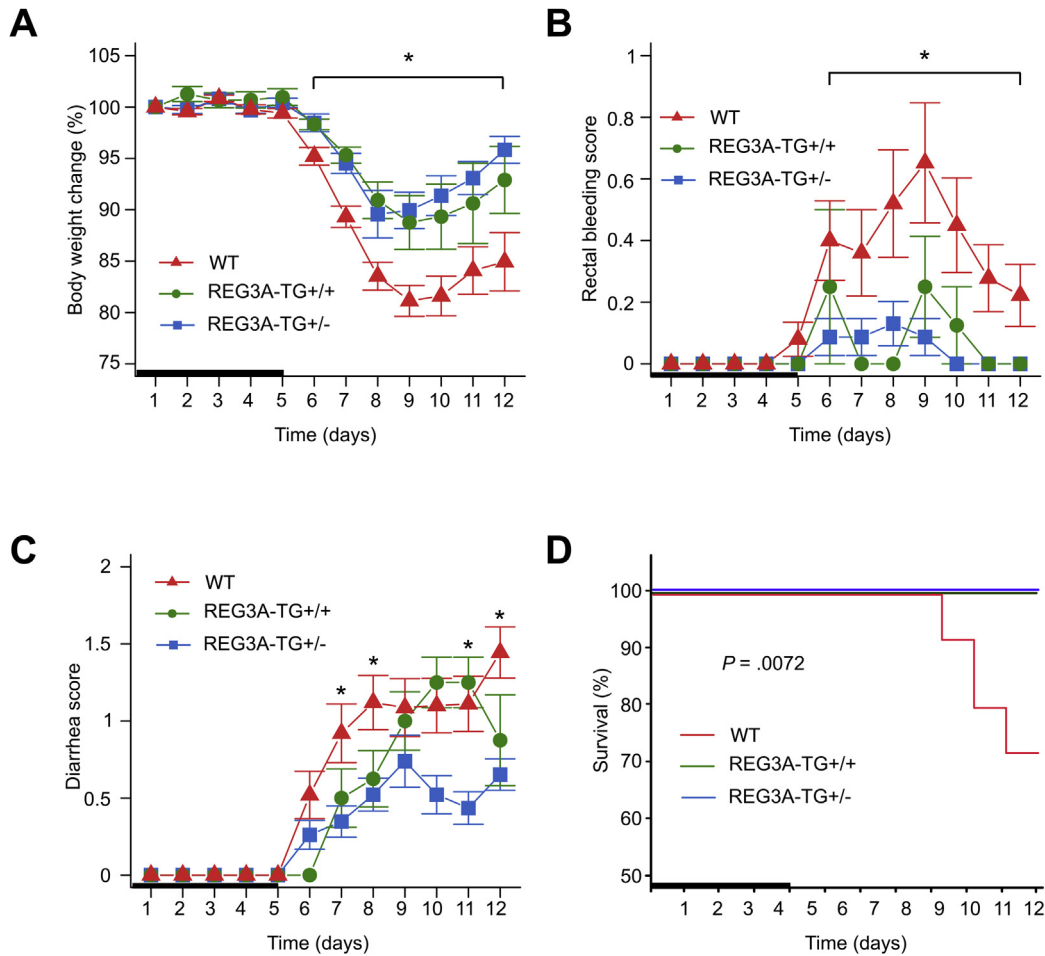 A
105
100
95
90
85
80
75
Body weight change (%)
*
WT
REG3A-TG+/+
REG3A-TG+/-
1 2 3 4 5 6 7 8 9 10 11 12
Time (days)
B
1
0.8
0.6
0.4
0.2
0
Rectal bleeding score
*
WT
REG3A-TG+/+
REG3A-TG+/-
1 2 3 4 5 6 7 8 9 10 11 12
Time (days)
C
2
1.5
1
0.5
0
Diarrhea score
WT
REG3A-TG+/+
REG3A-TG+/-
* * * *
1 2 3 4 5 6 7 8 9 10 11 12
Time (days)
D
100
90
80
70
60
50
Survival (%)
P = .0072
WT
REG3A-TG+/+
REG3A-TG+/-
1 2 3 4 5 6 7 8 9 10 11 12
Time (days)